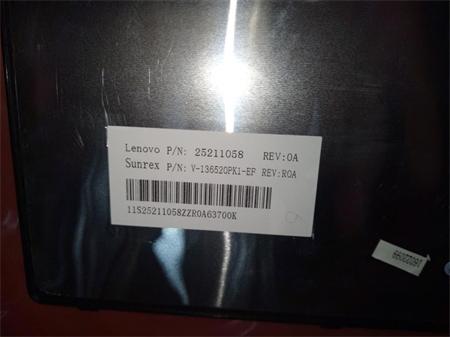 Lenovo P/N: 25211058 REV:0A
Sunrex P/N: V-136520PK1-EF REV:R0A
11S25211058ZZR0A63700K